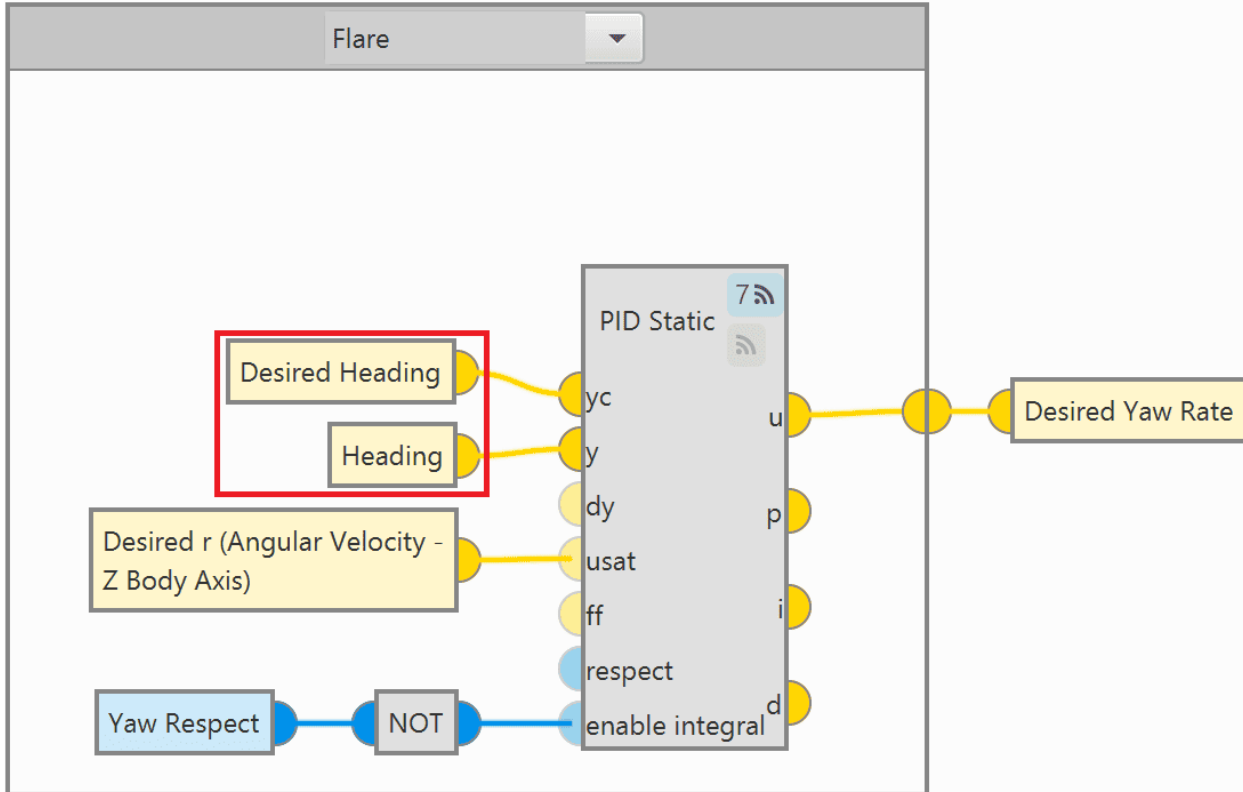 Flare
7
PID Static
Desired Heading
yc
u
Desired Yaw Rate
Heading
y
dy
p
Desired r (Angular Velocity -
Z Body Axis)
usat
ff
i
respect
d
Yaw Respect
NOT
enable integral